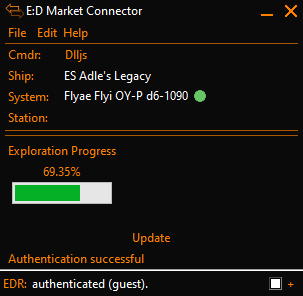 E:D Market Connector
File Edit Help
Cmdr: Dlljs
Ship: ES Adle's Legacy
System: Flyae Flyi OY-P d6-1090
Station:
Exploration Progress
69.35%
Update
Authentication successful
EDR: authenticated (guest). +